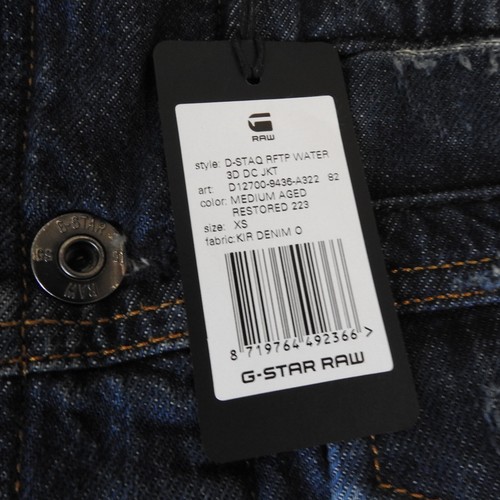 RAW
style: D-STAQ RFTP WATER
3D DC JKT
art: D12700-9436-A322 82
color: MEDIUM AGED
RESTORED 223
size: XS
fabric: KIR DENIM O
8 719764 492366 >
G-STAR RAW
G-STAR
RAW